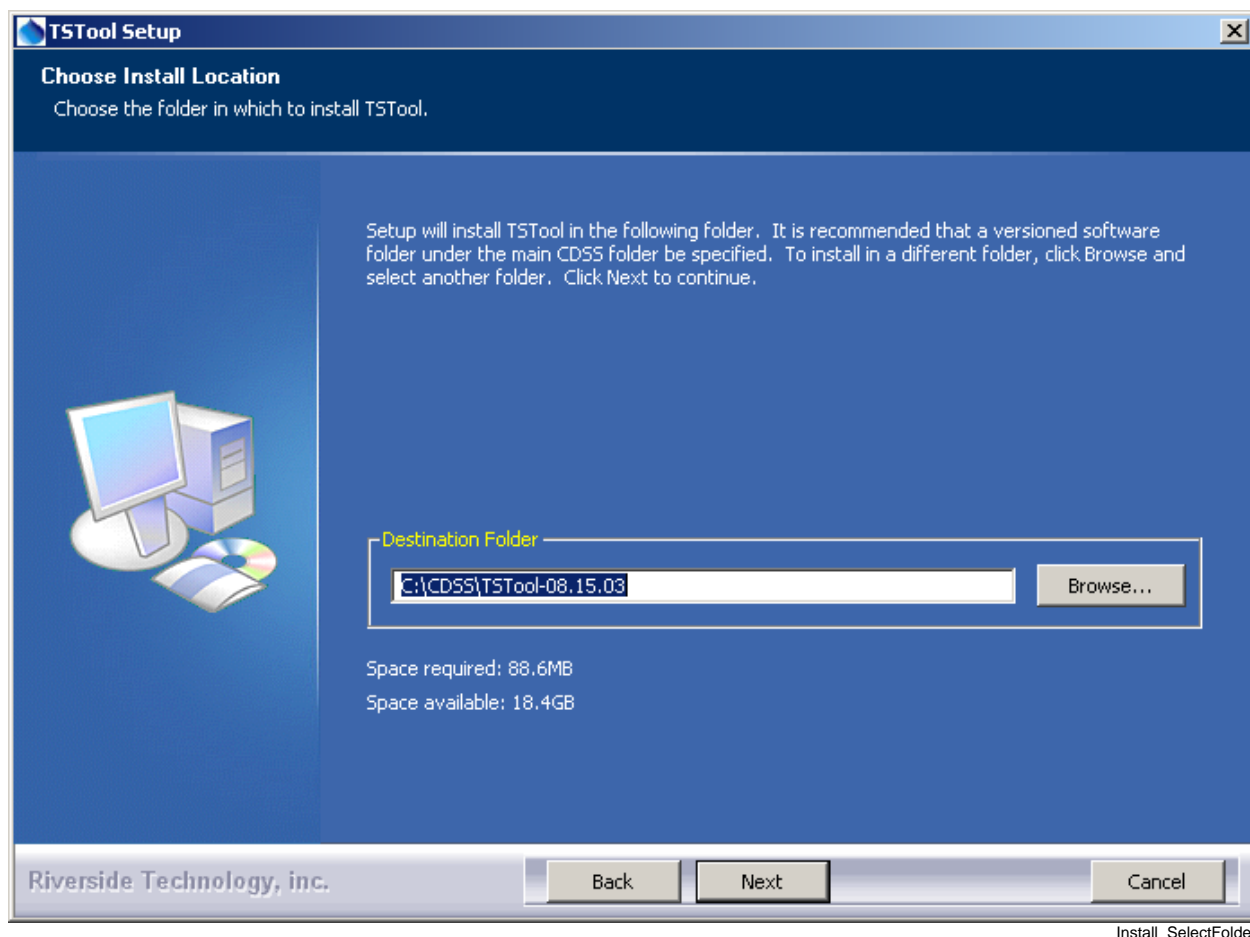 TSTool Setup
Choose Install Location
Choose the folder in which to install TSTool.
Setup will install TSTool in the following folder.  It is recommended that a versioned software
folder under the main CDSS folder be specified.  To install in a different folder, click Browse and
select another folder.  Click Next to continue.
Destination Folder
C:\CDSS\TSTool-08.15.03
Browse...
Space required: 88.6MB
Space available: 18.4GB
Riverside Technology, inc.
Back
Next
Cancel
Install_SelectFolde